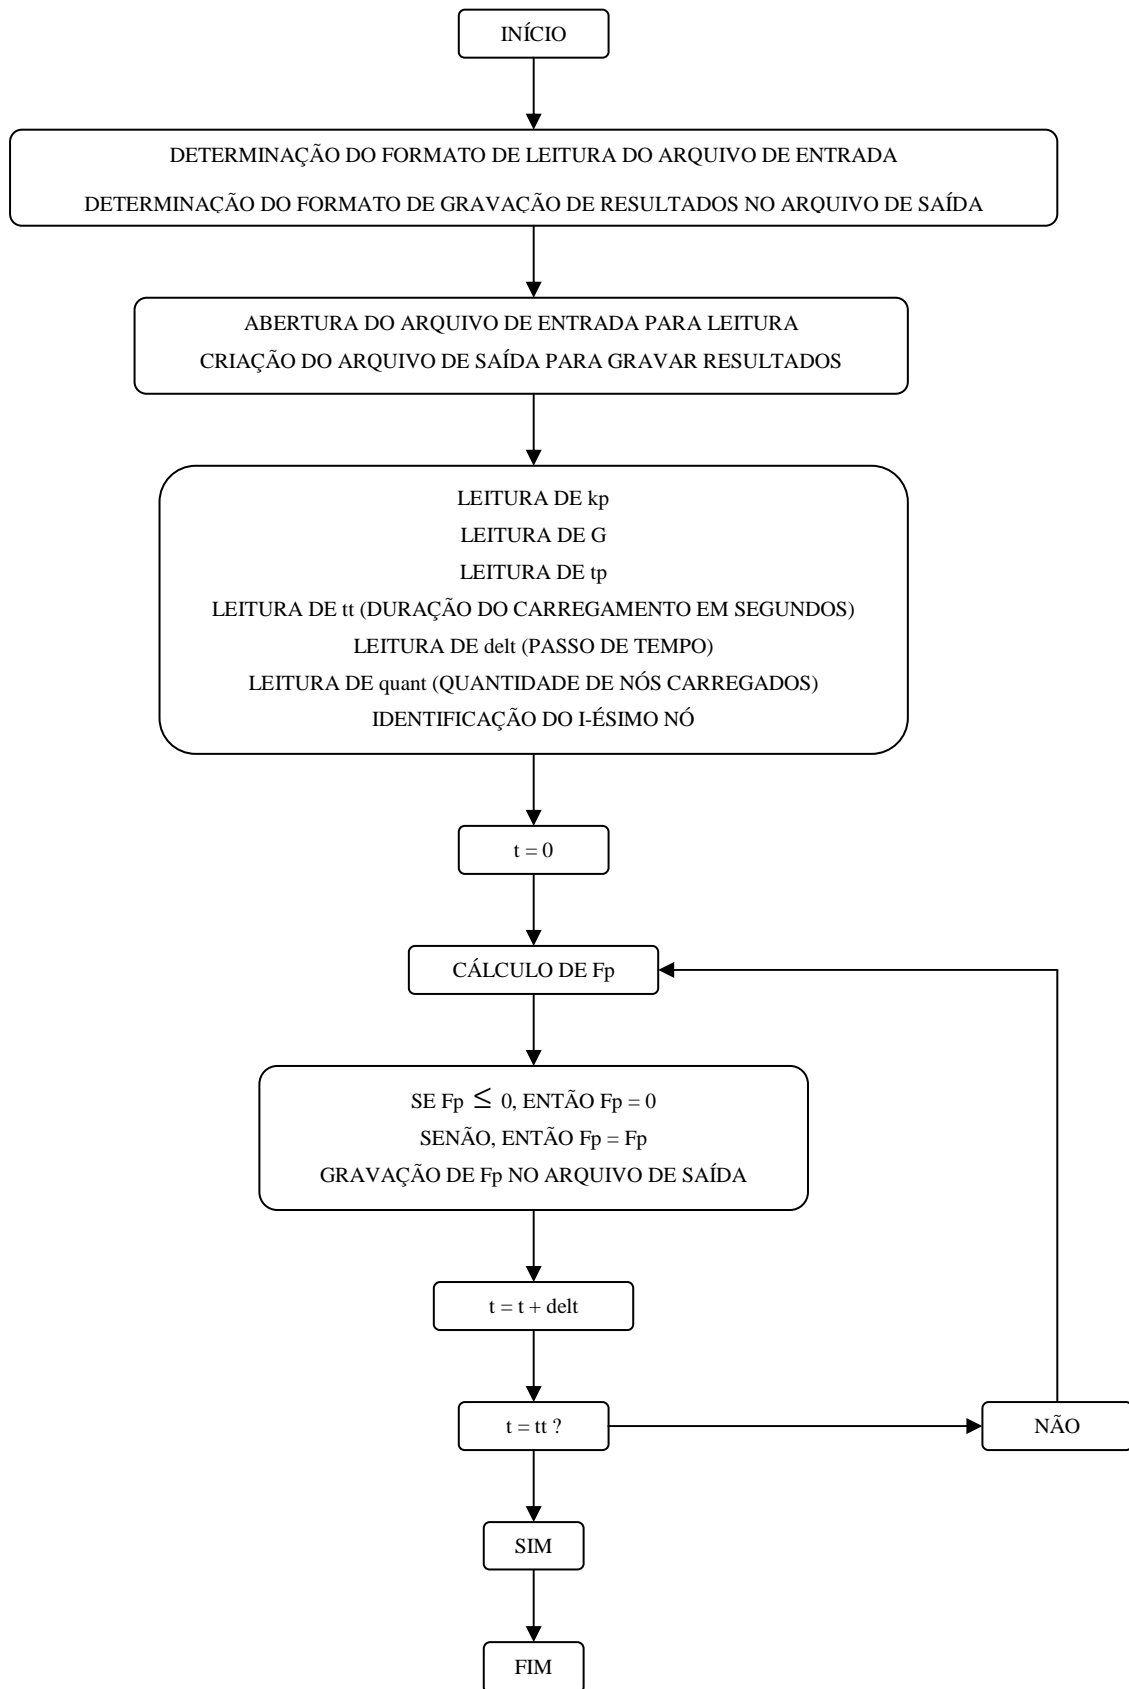 INÍCIO
DETERMINAÇÃO DO FORMATO DE LEITURA DO ARQUIVO DE ENTRADA
DETERMINAÇÃO DO FORMATO DE GRAVAÇÃO DE RESULTADOS NO ARQUIVO DE SAÍDA
ABERTURA DO ARQUIVO DE ENTRADA PARA LEITURA
CRIAÇÃO DO ARQUIVO DE SAÍDA PARA GRAVAR RESULTADOS
LEITURA DE kp
LEITURA DE G
LEITURA DE tp
LEITURA DE tt (DURAÇÃO DO CARREGAMENTO EM SEGUNDOS)
LEITURA DE delt (PASSO DE TEMPO)
LEITURA DE quant (QUANTIDADE DE NÓS CARREGADOS)
IDENTIFICAÇÃO DO I-ÉSIMO NÓ
t = 0
CÁLCULO DE Fp
SE Fp ≤ 0, ENTÃO Fp = 0
SENÃO, ENTÃO Fp = Fp
GRAVAÇÃO DE Fp NO ARQUIVO DE SAÍDA
t = t + delt
t = tt ?
NÃO
SIM
FIM